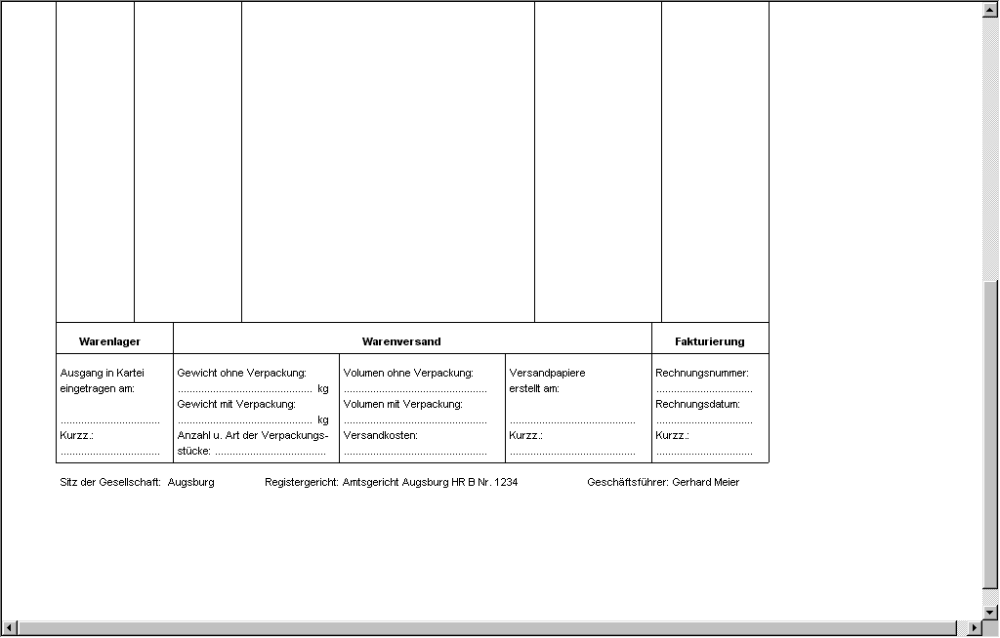 Warenlager Warenversand Fakturierung
Ausgang in Kartei Gewicht ohne Verpackung: Volumen ohne Verpackung: Versandpapiere Rechnungsnummer:
eingetragen am: ........................................ kg ........................................ erstellt am: ........................................
Gewicht mit Verpackung: Volumen mit Verpackung: Rechnungsdatum:
........................................ ........................................ kg ........................................ ........................................ ........................................
Kurzz.: Anzahl u. Art der Verpackungs- Versandkosten: Kurzz.: Kurzz.:
........................................ stücke: ........................................ ........................................ ........................................ ........................................
Sitz der Gesellschaft: Augsburg Registergericht: Amtsgericht Augsburg HR B Nr. 1234 Geschäftsführer: Gerhard Meier